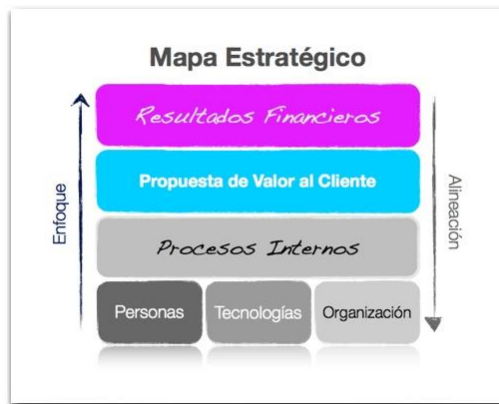 Mapa Estratégico
Resultados Financieros
Propuesta de Valor al Cliente
Procesos Internos
Personas
Tecnologías
Organización
Enfoque
Alineación